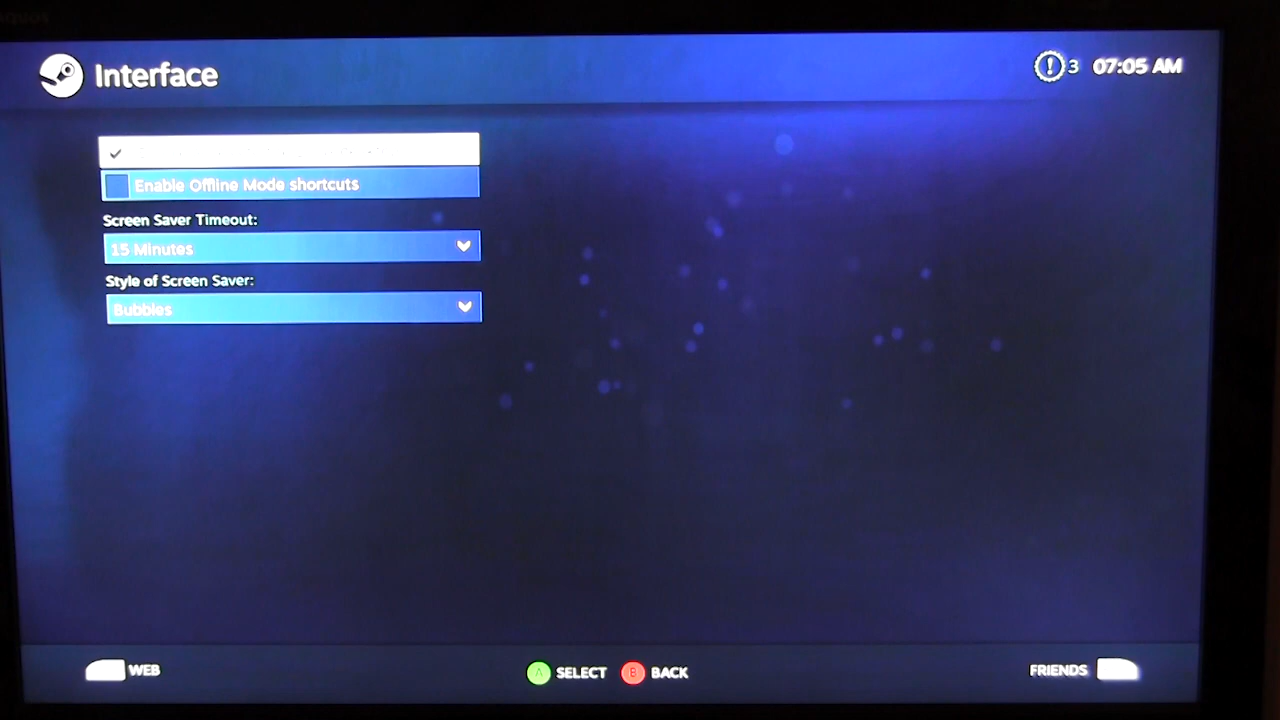 AQUOS
Interface
3 07:05 AM
Enable Offline Mode shortcuts
Screen Saver Timeout:
15 Minutes
Style of Screen Saver:
Bubbles
WEB
A SELECT B BACK
FRIENDS